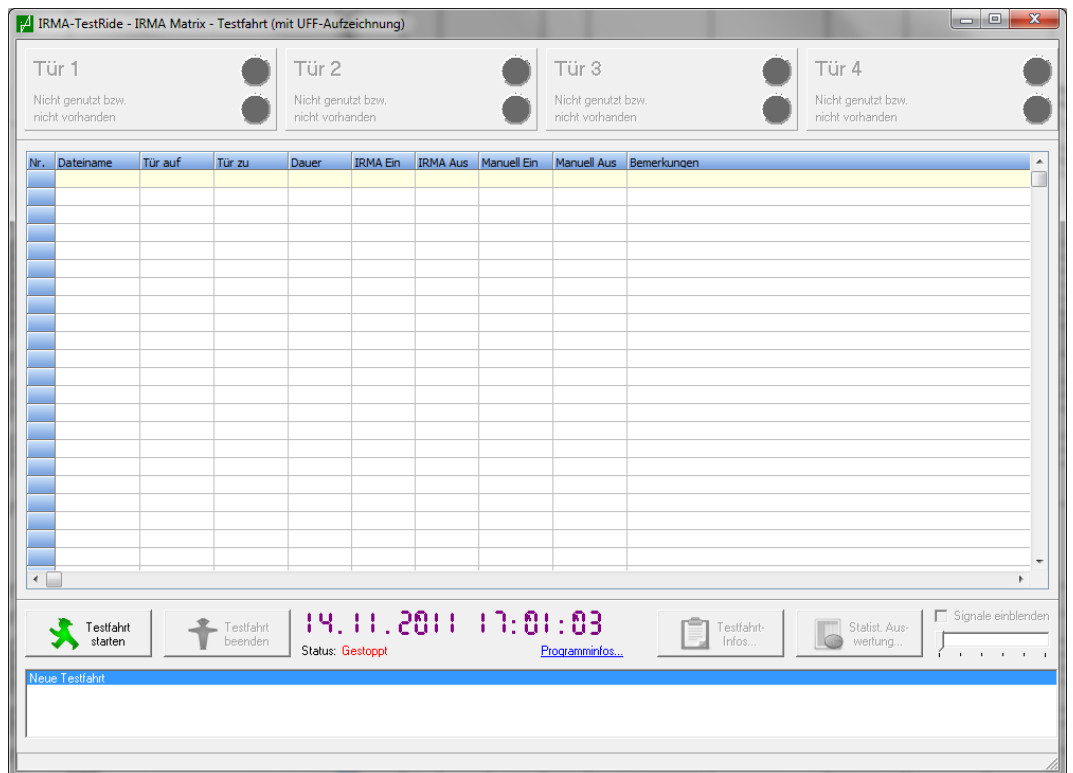 IRMA-TestRide - IRMA Matrix - Testfahrt (mit UFF-Aufzeichnung)
Tür 1
Nicht genutzt bzw.
nicht vorhanden
Tür 2
Nicht genutzt bzw.
nicht vorhanden
Tür 3
Nicht genutzt bzw.
nicht vorhanden
Tür 4
Nicht genutzt bzw.
nicht vorhanden
Nr. Dateiname Tür auf Tür zu Dauer IRMA Ein IRMA Aus Manuell Ein Manuell Aus Bemerkungen
Testfahrt
starten
Testfahrt
beenden
14.11.2011 17:01:03
Status: Gestoppt
Programminfos...
Testfahrt-
Infos...
Statist. Aus-
wertung...
Signale einblenden
Neue Testfahrt